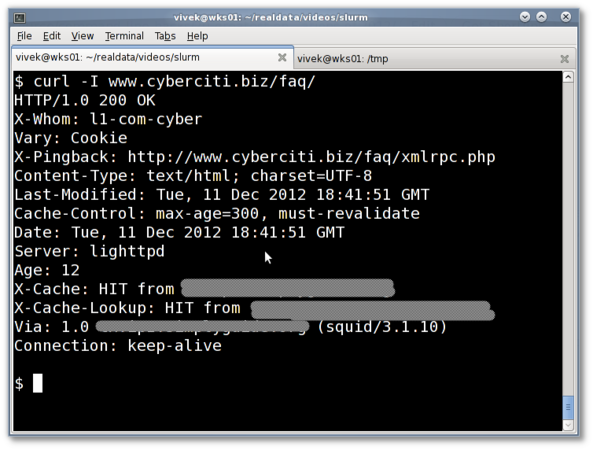 vivek@wks01: ~/realdata/videos/slurm
File Edit View Terminal Tabs Help
vivek@wks01: ~/realdata/videos/slurm vivek@wks01: /tmp
$ curl -I www.cyberciti.biz/faq/
HTTP/1.0 200 OK
X-Whom: l1-com-cyber
Vary: Cookie
X-Pingback: http://www.cyberciti.biz/faq/xmlrpc.php
Content-Type: text/html; charset=UTF-8
Last-Modified: Tue, 11 Dec 2012 18:41:51 GMT
Cache-Control: max-age=300, must-revalidate
Date: Tue, 11 Dec 2012 18:41:51 GMT
Server: lighttpd
Age: 12
X-Cache: HIT from
X-Cache-Lookup: HIT from
Via: 1.0 (squid/3.1.10)
Connection: keep-alive
$